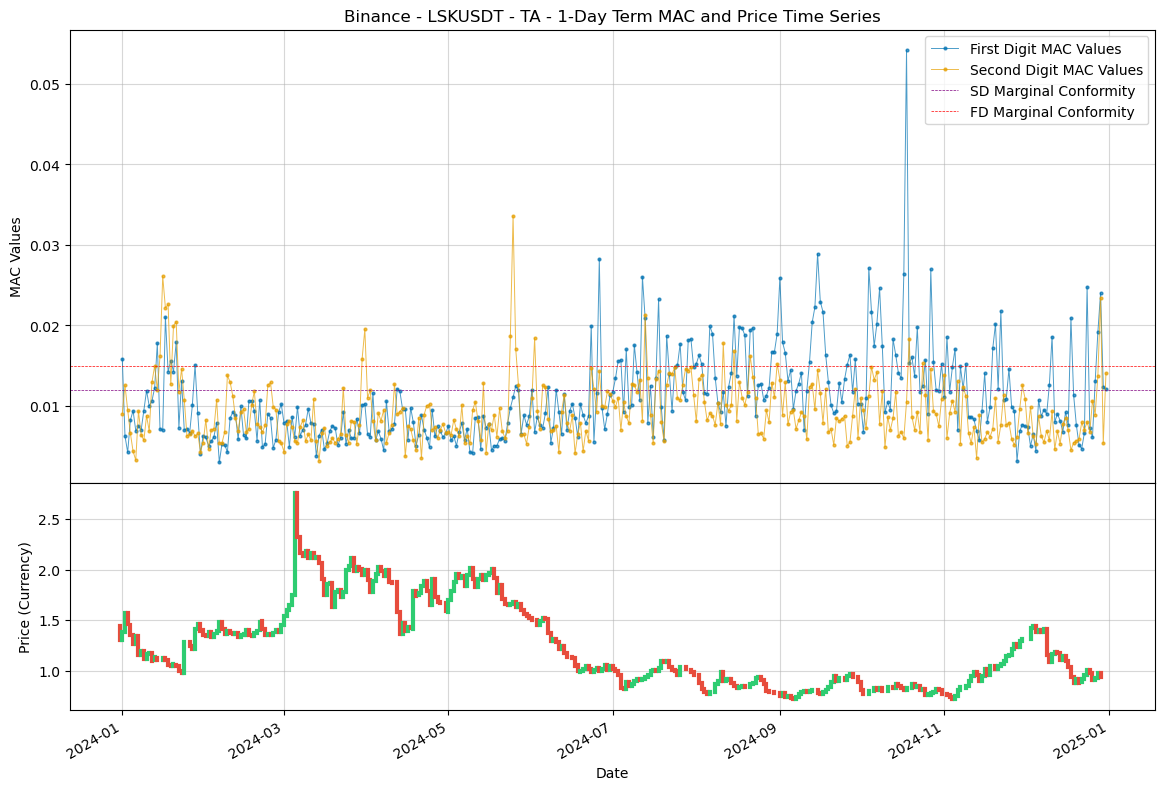 Binance - LSKUSDT - TA - 1-Day Term MAC and Price Time Series
First Digit MAC Values
Second Digit MAC Values
SD Marginal Conformity
FD Marginal Conformity
MAC Values
0.05
0.04
0.03
0.02
0.01
Price (Currency)
2.5
2.0
1.5
1.0
2024-01
2024-03
2024-05
2024-07
2024-09
2024-11
2025-01
Date